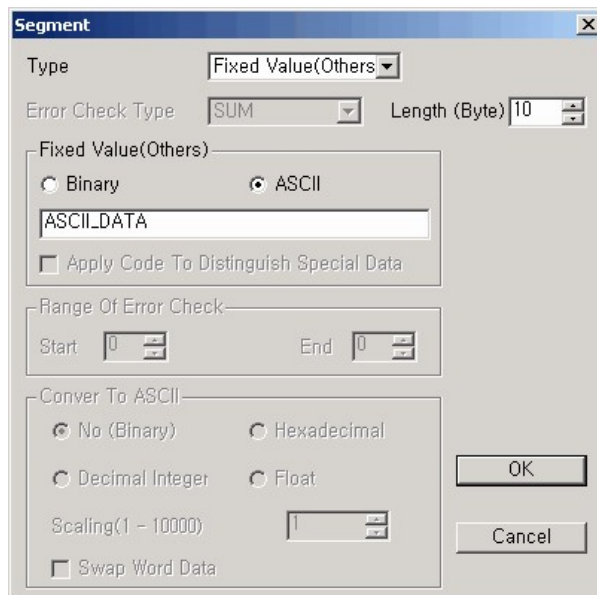 Segment
Type Fixed Value(Others
Error Check Type SUM Length (Byte) 10
Fixed Value(Others)
Binary ASCII
ASCII_DATA
Apply Code To Distinguish Special Data
Range Of Error Check
Start 0 End 0
Conver To ASCII
No (Binary) Hexadecimal
Decimal Integer Float
OK
Scaling(1 - 10000) 1
Cancel
Swap Word Data